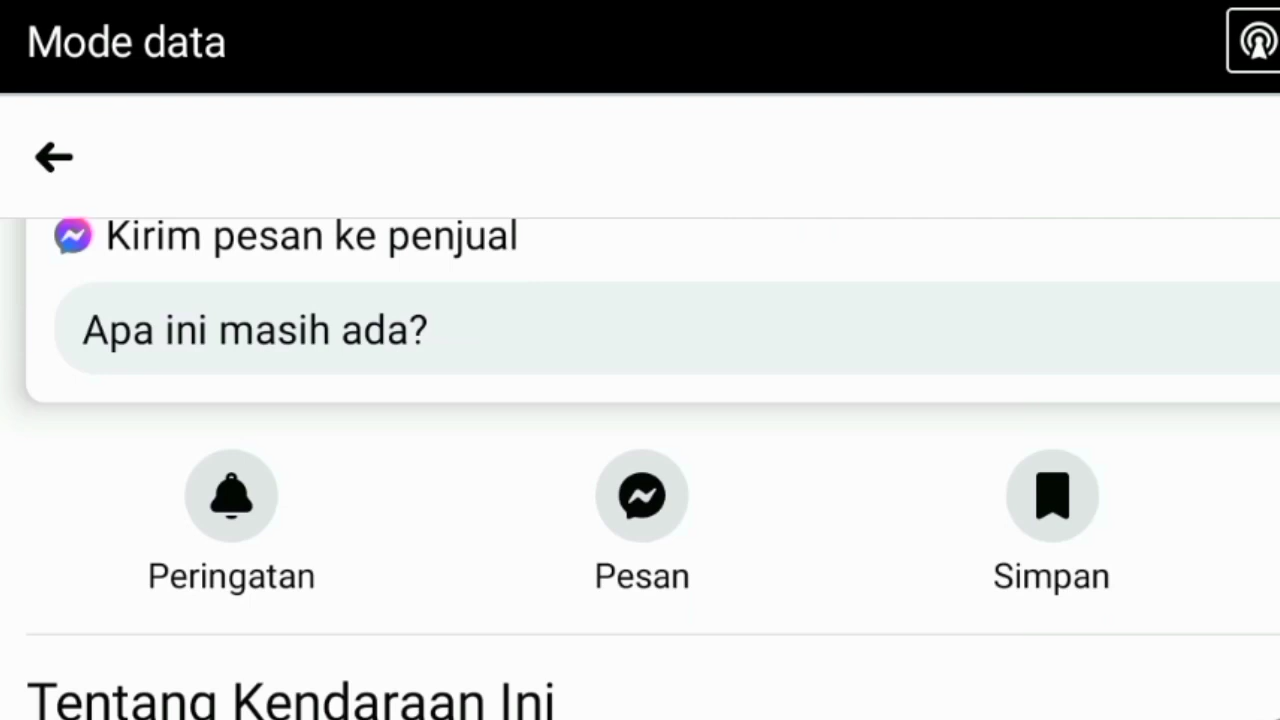 Mode data
Kirim pesan ke penjual
Apa ini masih ada?
Peringatan
Pesan
Simpan
Tentang Kendaraan Ini